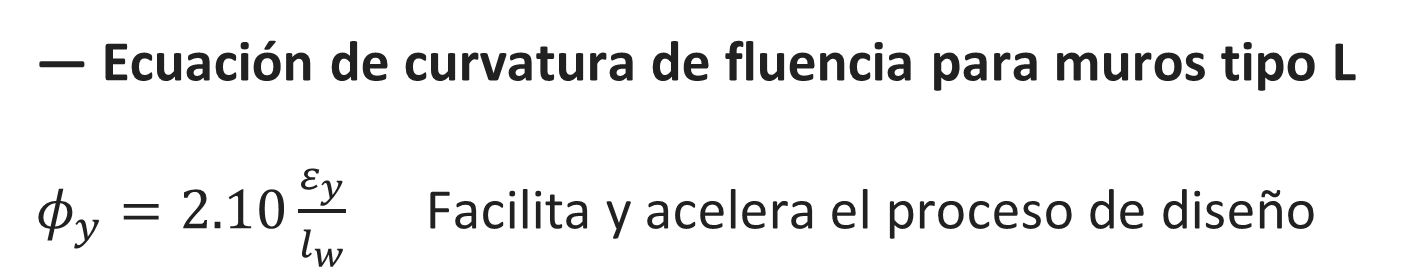 — Ecuación de curvatura de fluencia para muros tipo L
ϕ_y = 2.10 ε_y / l_w Facilita y acelera el proceso de diseño